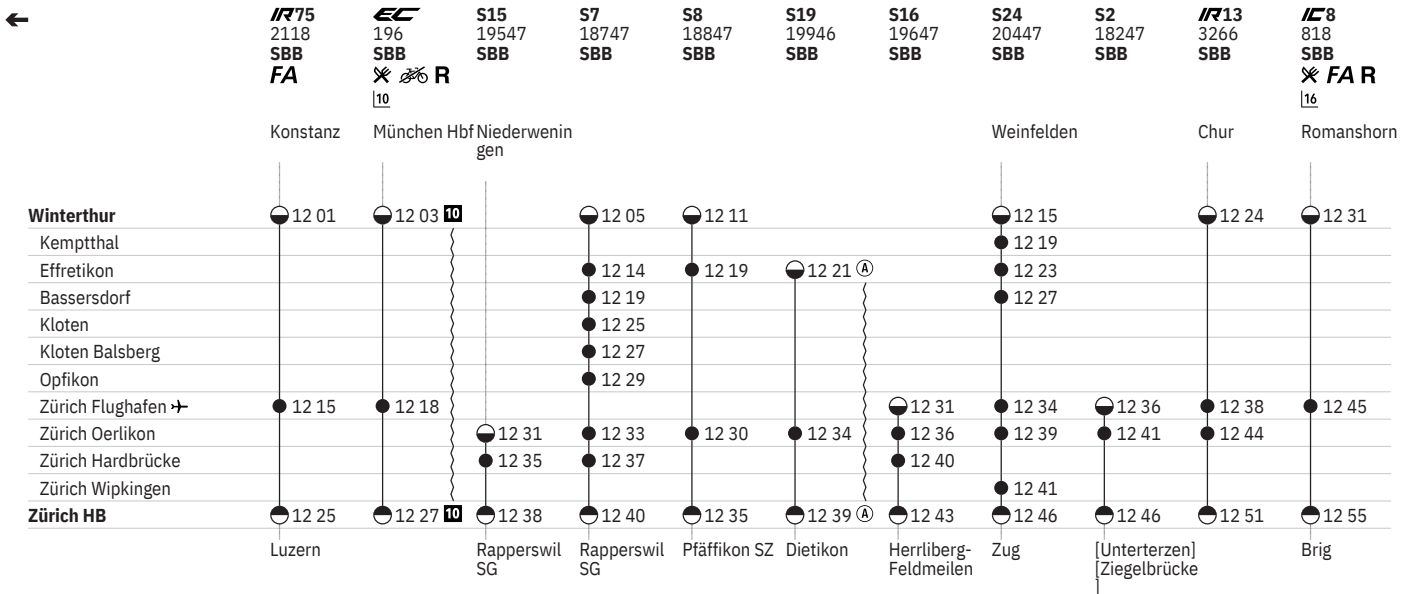 IR75 EC S15 S7 S8 S19 S16 S24 S2 IR13 IC8
2118 196 19547 18747 18847 19946 19647 20447 18247 3266 818
SBB SBB SBB SBB SBB SBB SBB SBB SBB SBB SBB
FA R FA R
10 16
Konstanz München Hbf Niederwenin Weinfelden Chur Romanshorn
gen
Winterthur 12 01 12 03 10 12 05 12 11 12 15 12 24 12 31
Kemptthal 12 19
Effretikon 12 14 12 19 12 21 A 12 23
Bassersdorf 12 19 12 27
Kloten 12 25
Kloten Balsberg 12 27
Opfikon 12 29
Zürich Flughafen 12 15 12 18 12 31 12 34 12 36 12 38 12 45
Zürich Oerlikon 12 31 12 33 12 30 12 34 12 36 12 39 12 41 12 44
Zürich Hardbrücke 12 35 12 37 12 40
Zürich Wipkingen 12 41
Zürich HB 12 25 12 27 10 12 38 12 40 12 35 12 39 A 12 43 12 46 12 46 12 51 12 55
Luzern Rapperswil Rapperswil Pfäffikon SZ Dietikon Herrliberg- Zug [Unterterzen] Brig
SG SG Feldmeilen [Ziegelbrücke
]